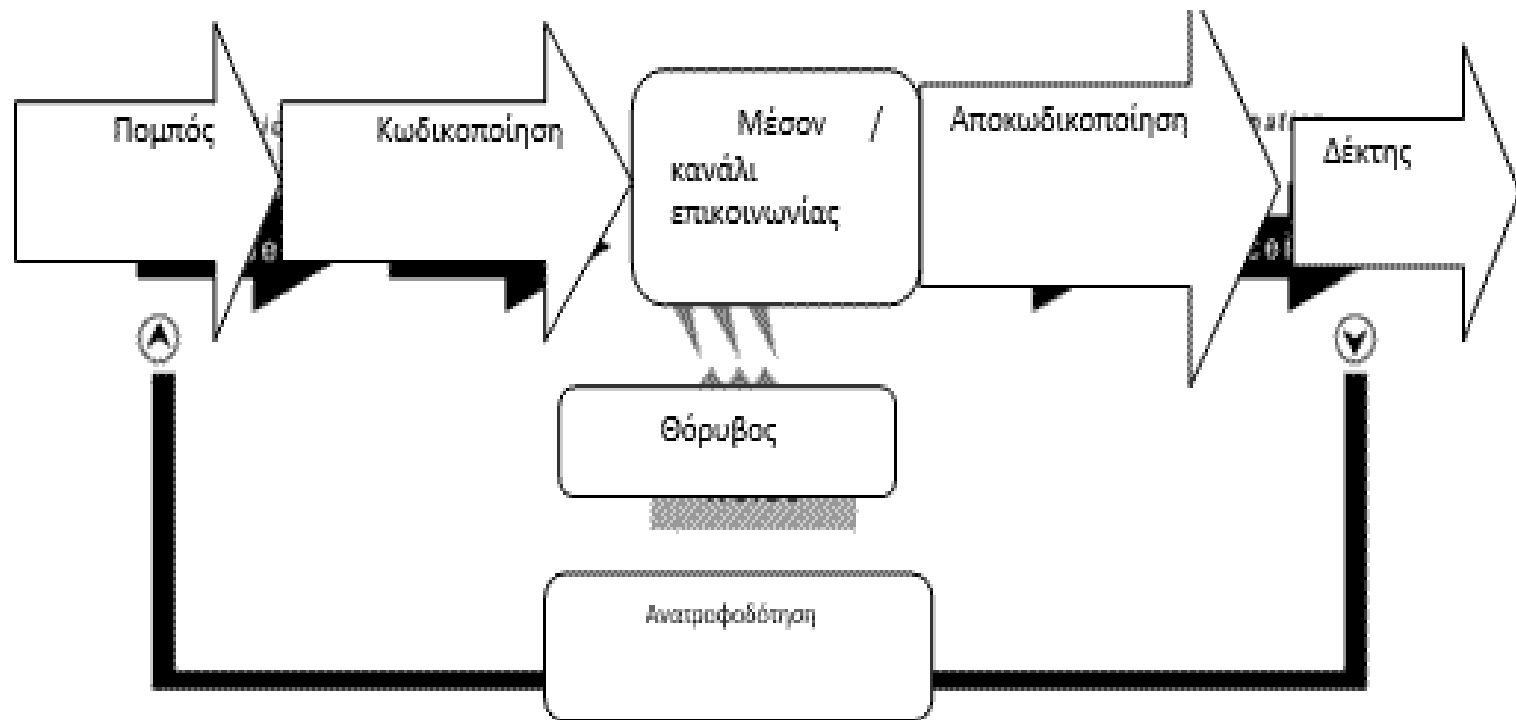 Πομπός
Κωδικοποίηση
Μέσον /
κανάλι
επικοινωνίας
Αποκωδικοποίηση
Δέκτης
Θόρυβος
Ανατροφοδότηση